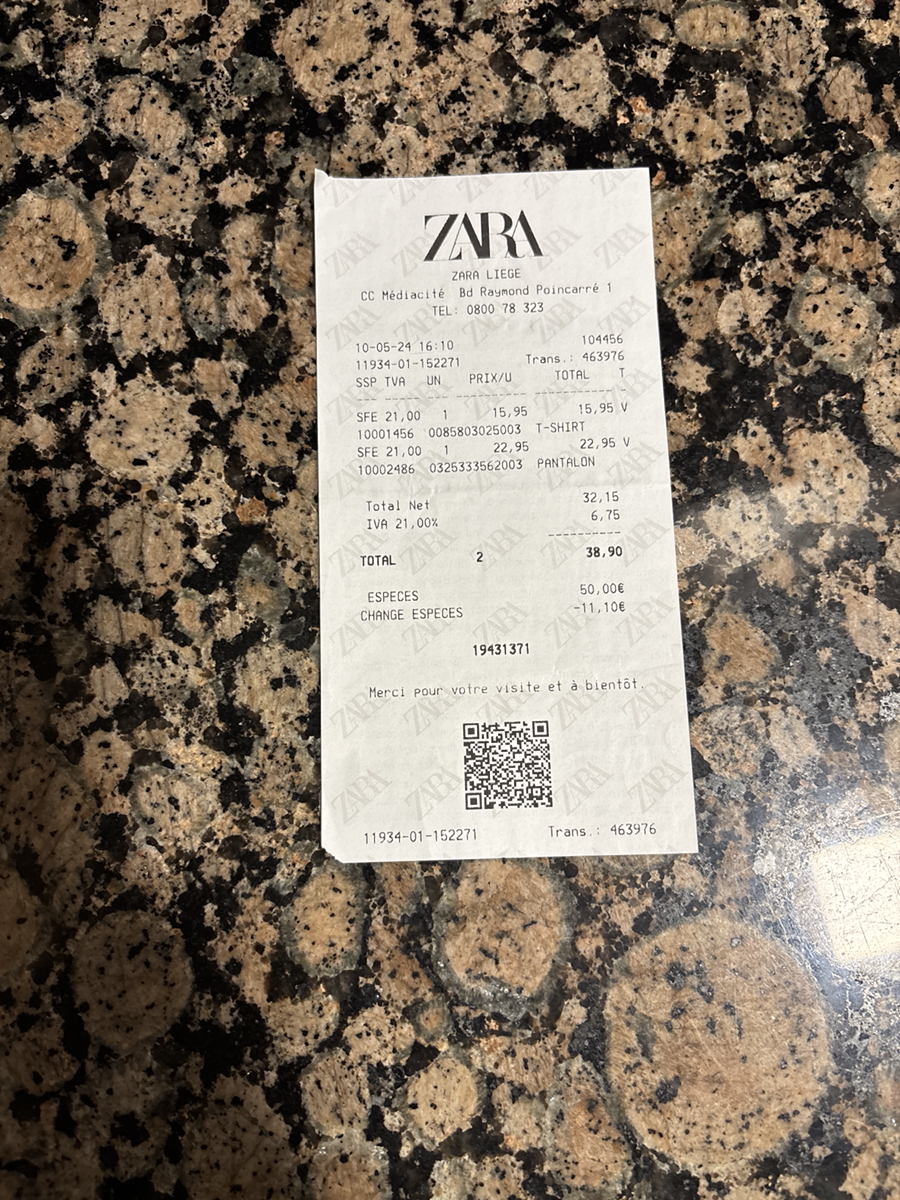 ZARA
ZARA LIEGE
CC Médiacité Bd Raymond Poincarré 1
TEL: 0800 78 323
10-05-24 16:10 104456
11934-01-152271 Trans.: 463976
SSP TVA UN PRIX/U TOTAL T
SFE 21,00 1 15,95 15,95 V
10001456 0085803025003 T-SHIRT
SFE 21,00 1 22,95 22,95 V
10002486 0325333562003 PANTALON
Total Net 32,15
IVA 21,00% 6,75
TOTAL 2 38,90
ESPECES 50,00€
CHANGE ESPECES -11,10€
19431371
Merci pour votre visite et à bientôt.
11934-01-152271 Trans.: 463976